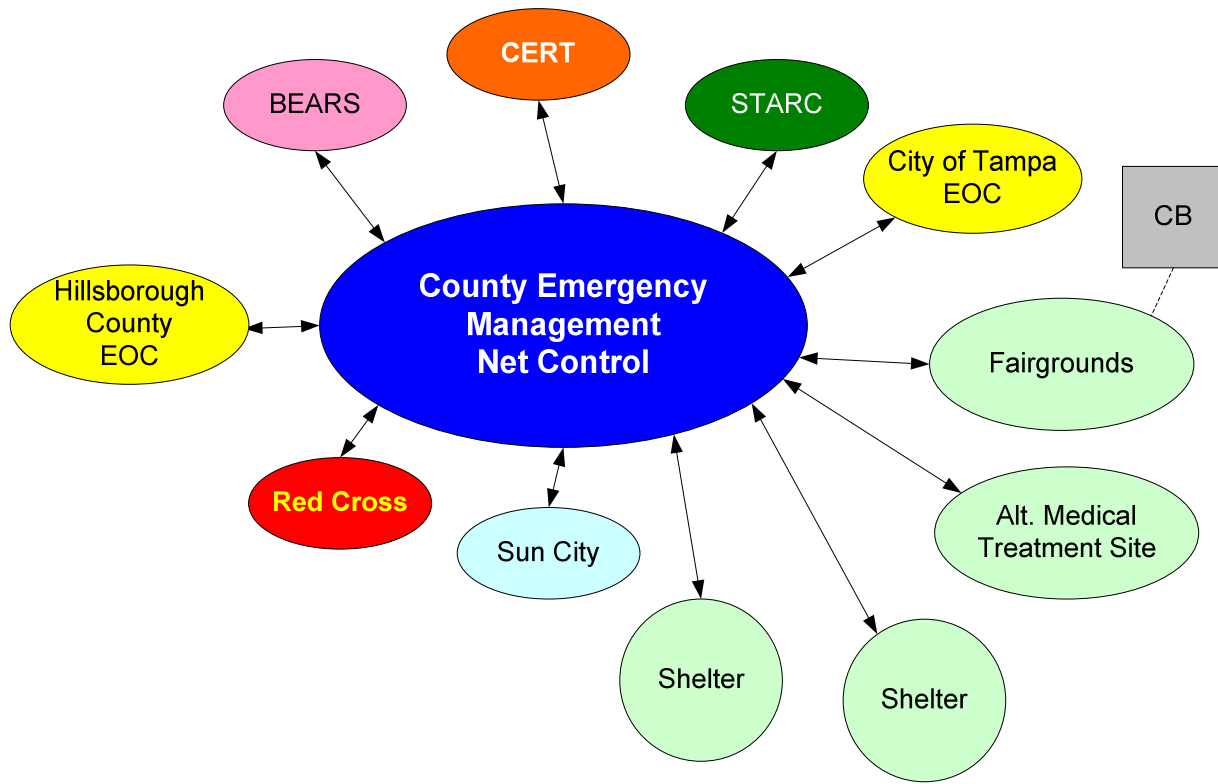 CERT
BEARS
STARC
City of Tampa
EOC
CB
County Emergency
Management
Net Control
Hillsborough
County
EOC
Fairgrounds
Red Cross
Sun City
Alt. Medical
Treatment Site
Shelter
Shelter